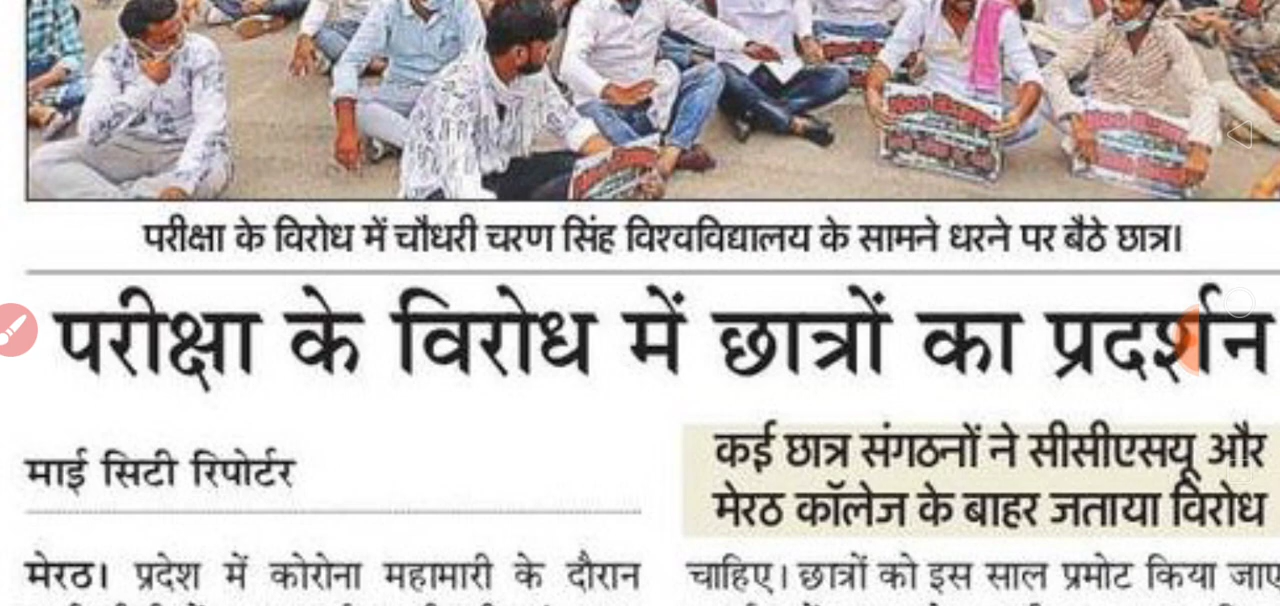 परीक्षा के विरोध में चौधरी चरण सिंह विश्वविद्यालय के सामने धरने पर बैठे छात्र।
परीक्षा के विरोध में छात्रों का प्रदर्शन
माई सिटी रिपोर्टर
मेरठ। प्रदेश में कोरोना महामारी के दौरान
कई छात्र संगठनों ने सीसीएसयू और
मेरठ कॉलेज के बाहर जताया विरोध
चाहिए। छात्रों को इस साल प्रमोट किया जाए